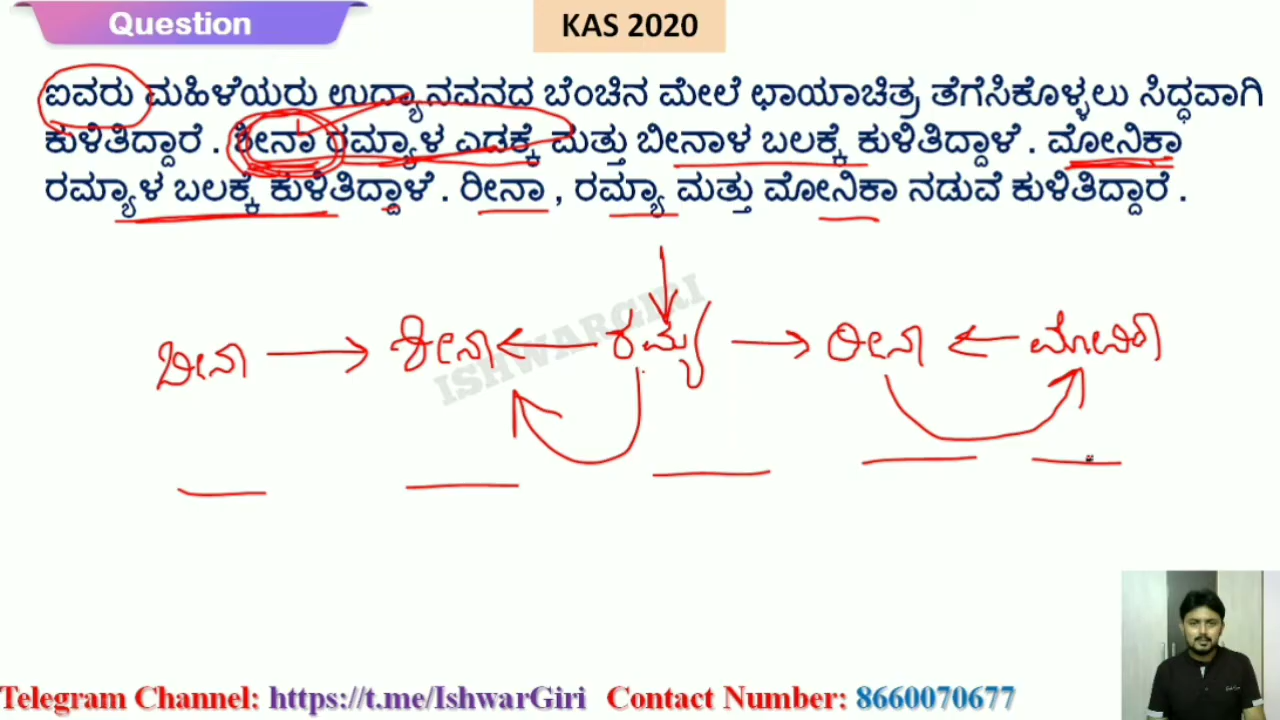 Question
KAS 2020
ಐವರು ಮಹಿಳೆಯರು ಉದ್ಯಾನವನದ ಬೆಂಚಿನ ಮೇಲೆ ಛಾಯಾಚಿತ್ರ ತೆಗೆಸಿಕೊಳ್ಳಲು ಸಿದ್ಧವಾಗಿ
ಕುಳಿತಿದ್ದಾರೆ . ಶೀನಾ ರಮ್ಯಾಳ ಎಡಕ್ಕೆ ಮತ್ತು ಬೀನಾಳ ಬಲಕ್ಕೆ ಕುಳಿತಿದ್ದಾಳೆ . ಮೋನಿಕಾ
ರಮ್ಯಾಳ ಬಲಕ್ಕೆ ಕುಳಿತಿದ್ದಾಳೆ . ರೀನಾ , ರಮ್ಯಾ ಮತ್ತು ಮೋನಿಕಾ ನಡುವೆ ಕುಳಿತಿದ್ದಾರೆ .
ಬೀನಾ → ಶೀನಾ ← ರಮ್ಯ → ರೀನಾ ← ಮೋನಿಕಾ
ISHWARGIRI
Telegram Channel: https://t.me/IshwarGiri Contact Number: 8660070677